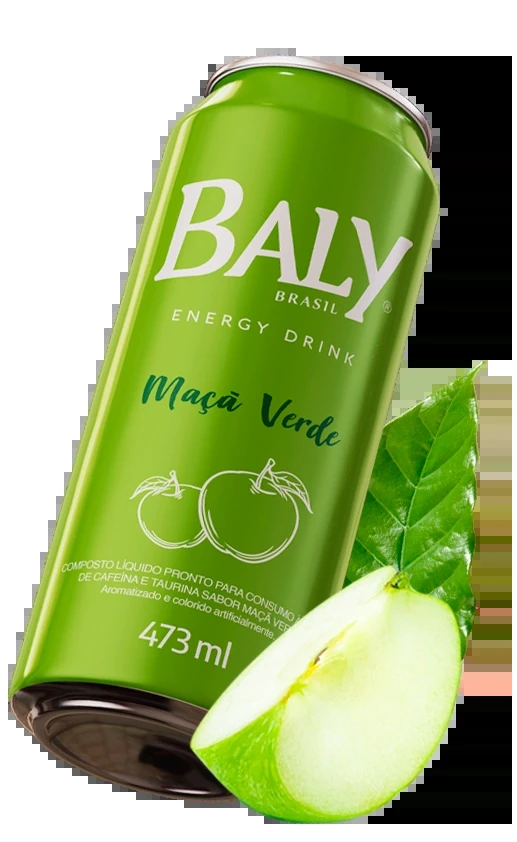 BALY
BRASIL ®
ENERGY DRINK
Maçã Verde
COMPOSTO LÍQUIDO PRONTO PARA CONSUMO
DE CAFEÍNA E TAURINA SABOR MAÇÃ
Aromatizado e colorido artificialmente
473 ml